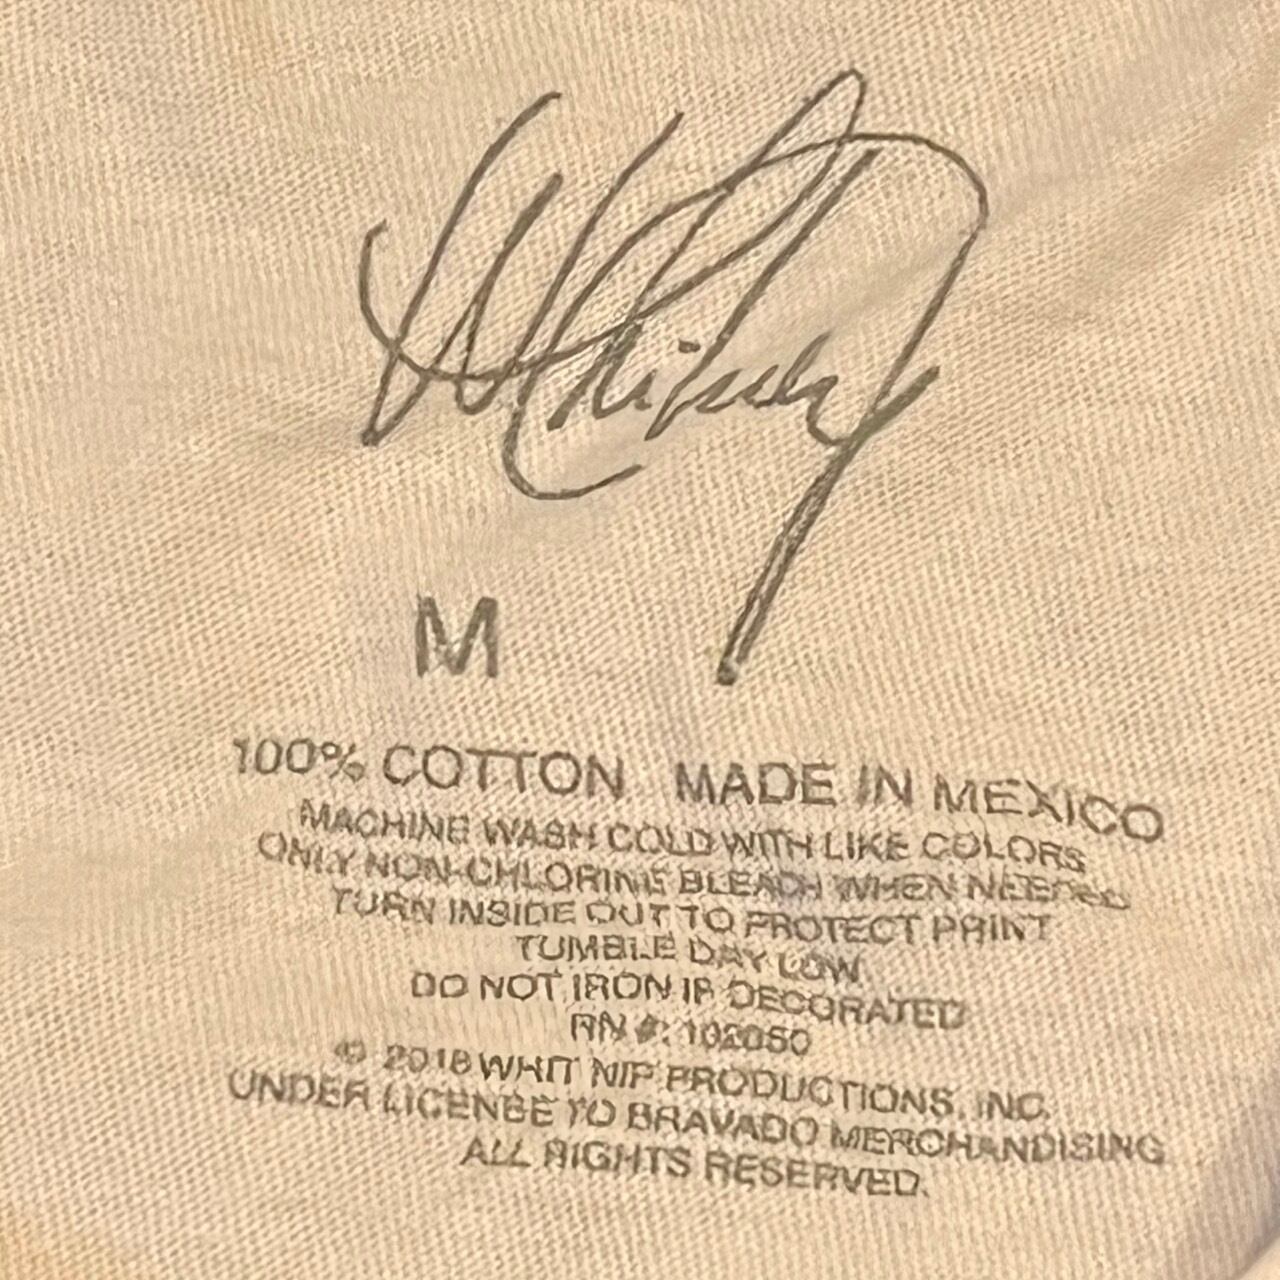 Whitney
M
100% COTTON MADE IN MEXICO
MACHINE WASH COLD WITH LIKE COLORS
ONLY NON-CHLORINE BLEACH WHEN NEEDED
TURN INSIDE OUT TO PROTECT PRINT
TUMBLE DAY LOW
DO NOT IRON IF DECORATED
RN #: 102050
© 2018 WHIT NIP PRODUCTIONS, INC.
UNDER LICENSE TO BRAVADO MERCHANDISING
ALL RIGHTS RESERVED.